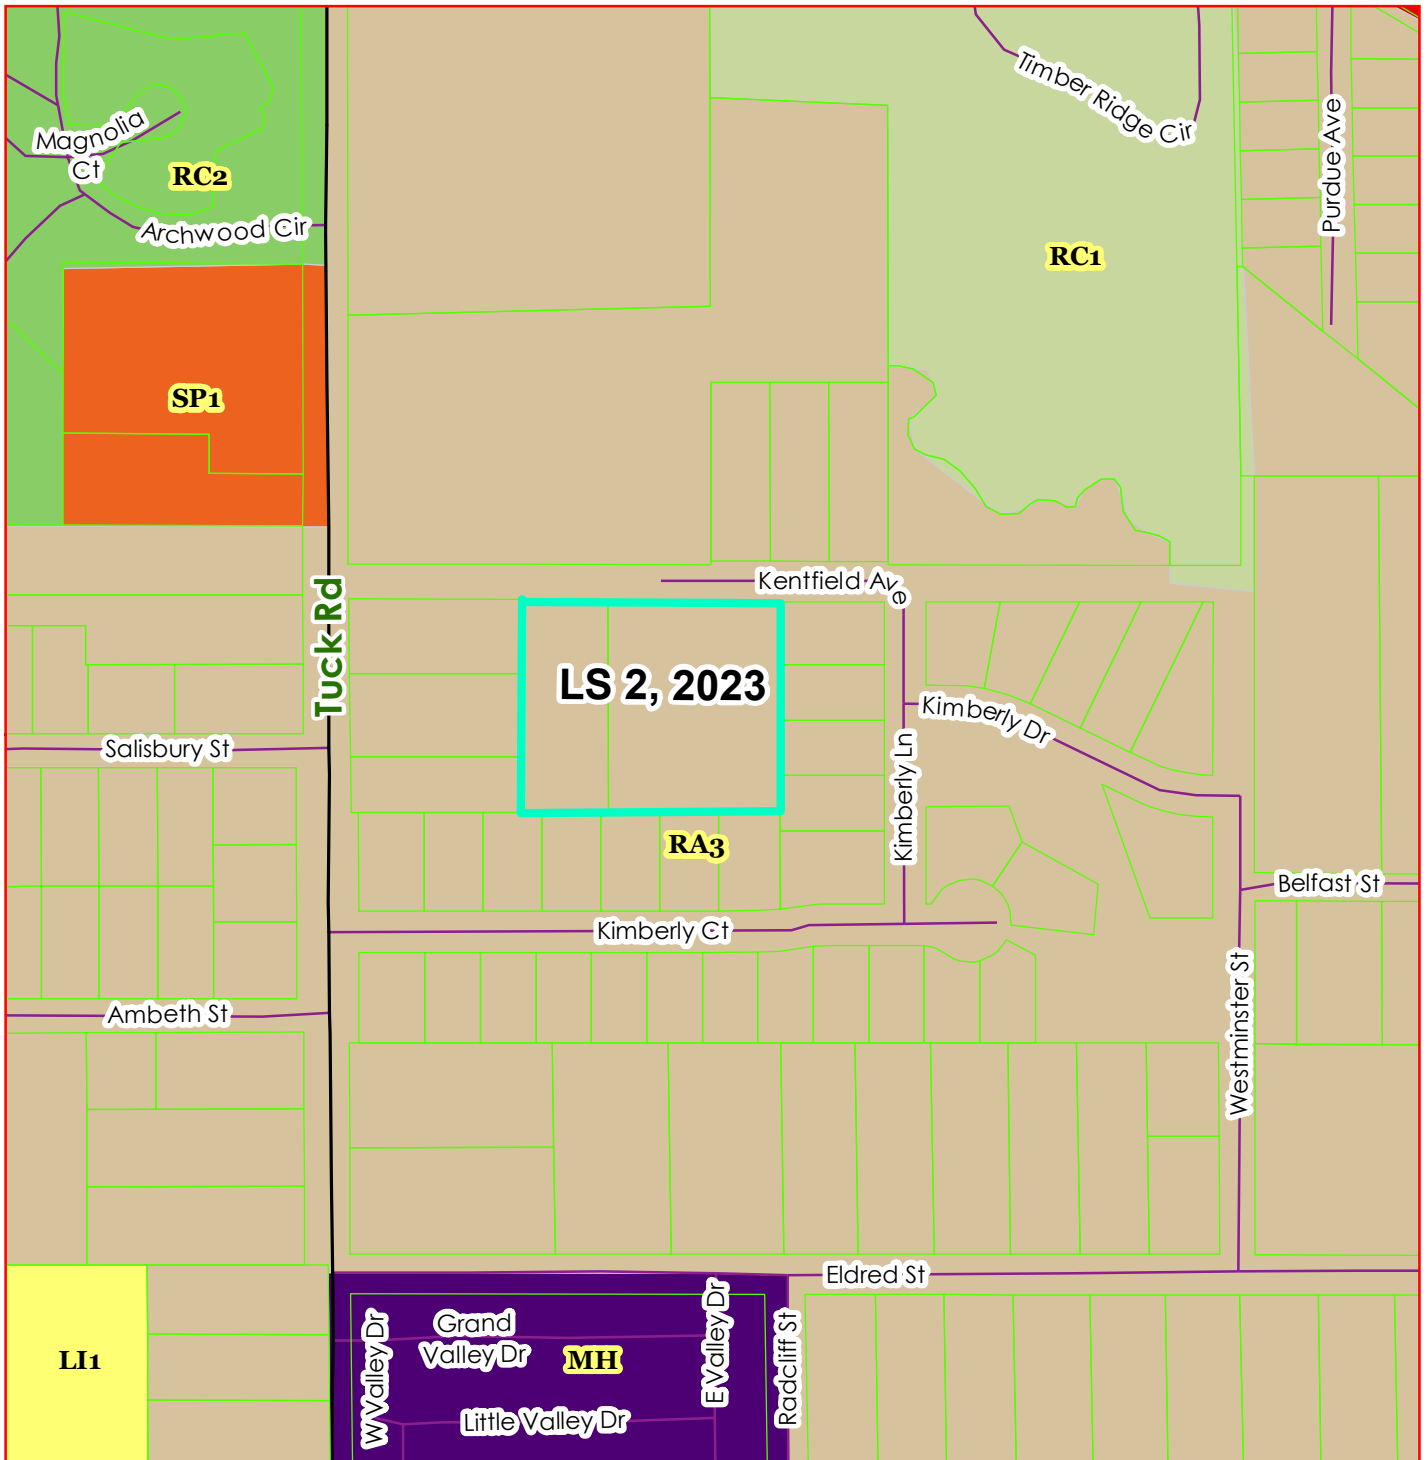 Timber Ridge Cir
Purdue Ave
Magnolia
Ct
RC2
Archwood Cir
RC1
SP1
Tuck Rd
Kentfield Ave
LS 2, 2023
Kimberly Dr
Salisbury St
Kimberly Ln
RA3
Belfast St
Kimberly Ct
Westminster St
Ambeth St
Eldred St
W Valley Dr
Grand
Valley Dr
E Valley Dr
Radcliff St
LI1
MH
Little Valley Dr